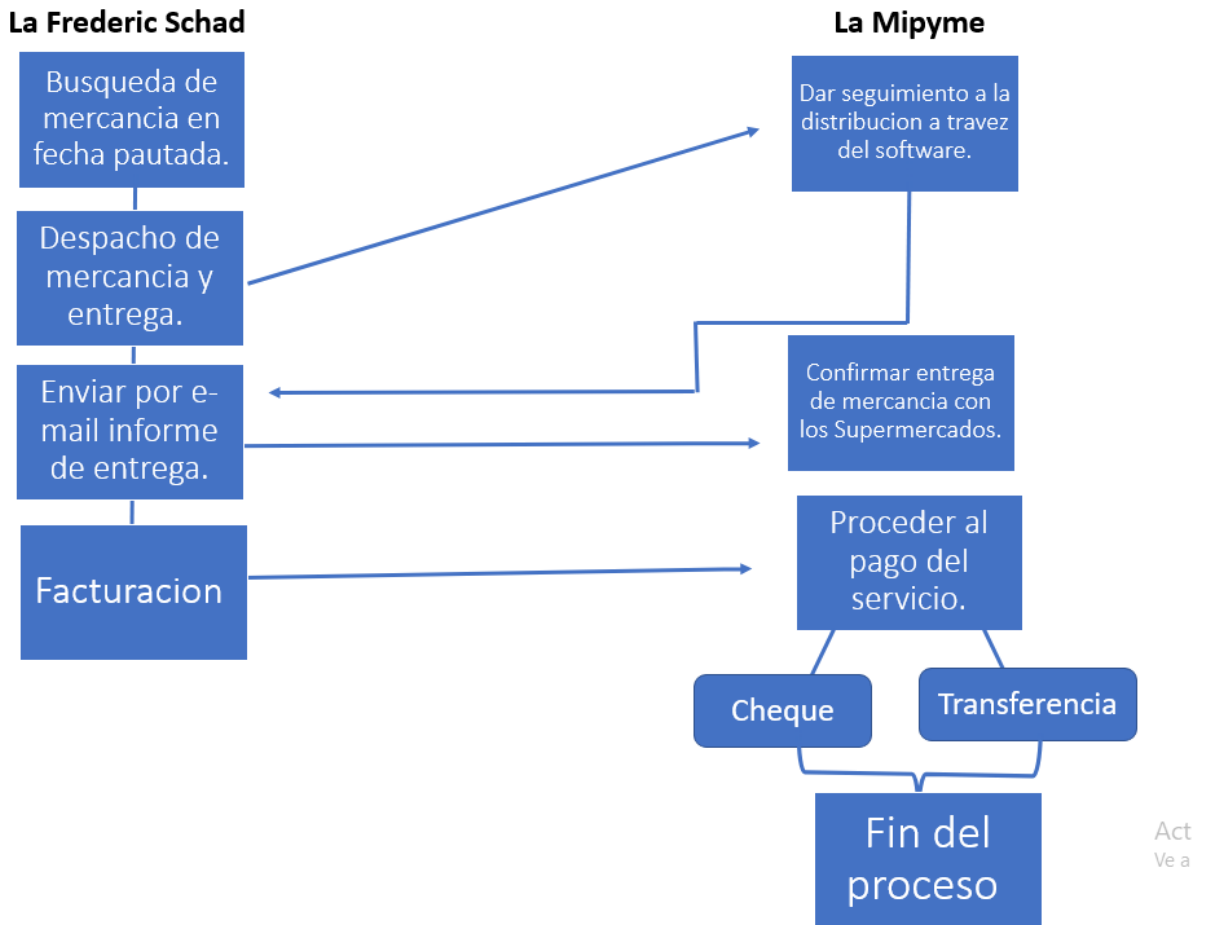 La Frederic Schad
La Mipyme
Busqueda de
mercancia en
fecha pautada.
Dar seguimiento a la
distribucion a travez
del software.
Despacho de
mercancia y
entrega.
Enviar por e-
mail informe
de entrega.
Confirmar entrega
de mercancia con
los Supermercados.
Facturacion
Proceder al
pago del
servicio.
Cheque
Transferencia
Fin del
proceso
Act
Ve a